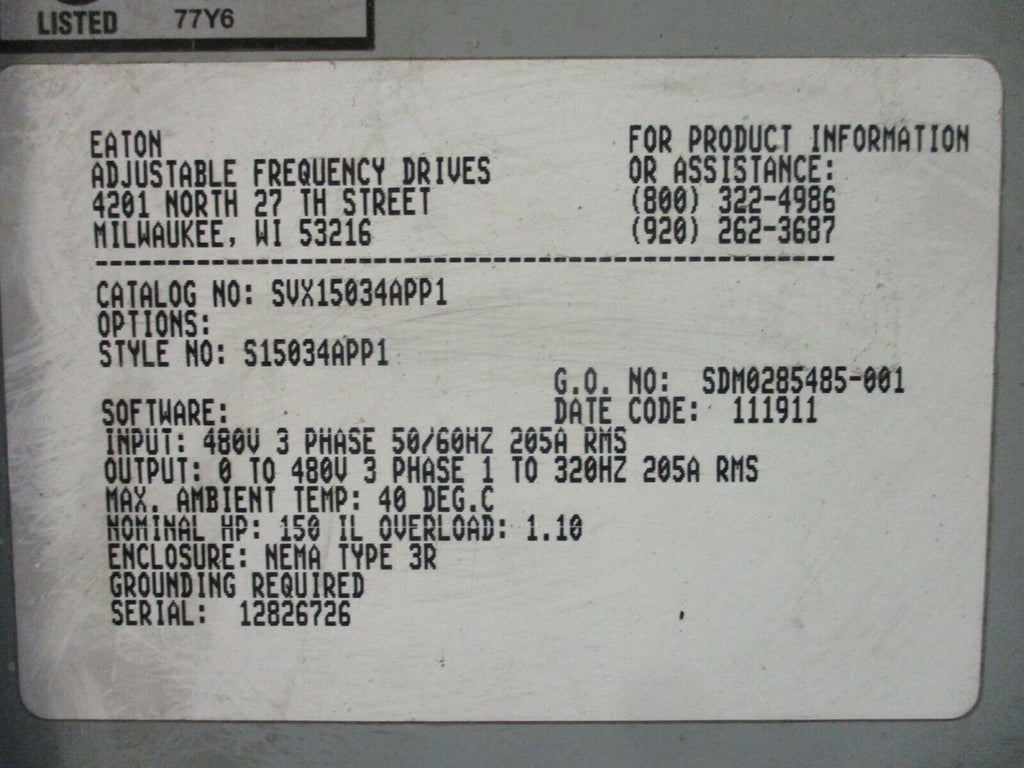 LISTED 77Y6
EATON
ADJUSTABLE FREQUENCY DRIVES
4201 NORTH 27 TH STREET
MILWAUKEE, WI 53216
FOR PRODUCT INFORMATION
OR ASSISTANCE:
(800) 322-4986
(920) 262-3687
----------------------------------------------------
CATALOG NO: SVX15034APP1
OPTIONS:
STYLE NO: S15034APP1
G.O. NO: SDM0285485-001
SOFTWARE: DATE CODE: 111911
INPUT: 480V 3 PHASE 50/60HZ 205A RMS
OUTPUT: 0 TO 480V 3 PHASE 1 TO 320HZ 205A RMS
MAX. AMBIENT TEMP: 40 DEG.C
NOMINAL HP: 150 IL OVERLOAD: 1.10
ENCLOSURE: NEMA TYPE 3R
GROUNDING REQUIRED
SERIAL: 12826726